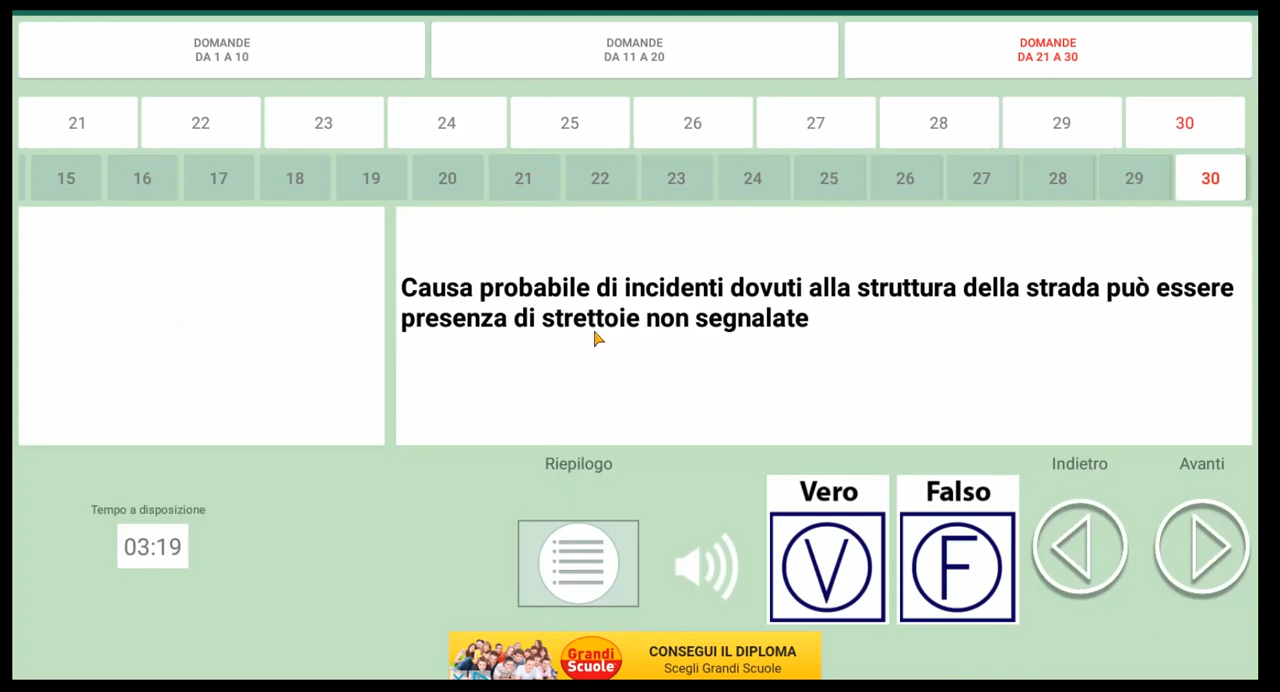 DOMANDE
DA 1 A 10
DOMANDE
DA 11 A 20
DOMANDE
DA 21 A 30
21 22 23 24 25 26 27 28 29 30
15 16 17 18 19 20 21 22 23 24 25 26 27 28 29 30
Causa probabile di incidenti dovuti alla struttura della strada può essere
presenza di strettoie non segnalate
Riepilogo
Indietro
Avanti
Tempo a disposizione
03:19
Vero
V
Falso
F
Grandi
Scuole
CONSEGUI IL DIPLOMA
Scegli Grandi Scuole